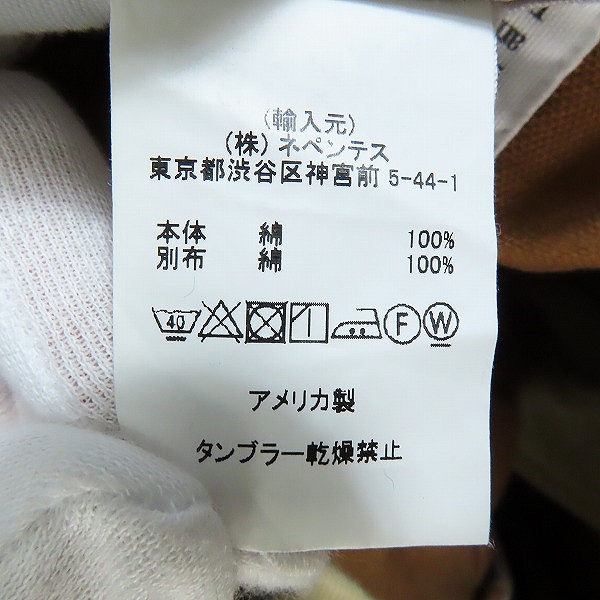 (輸入元)
(株) ネペンテス
東京都渋谷区神宮前 5-44-1
本体 綿 100%
別布 綿 100%
40 F W
アメリカ製
タンブラー乾燥禁止